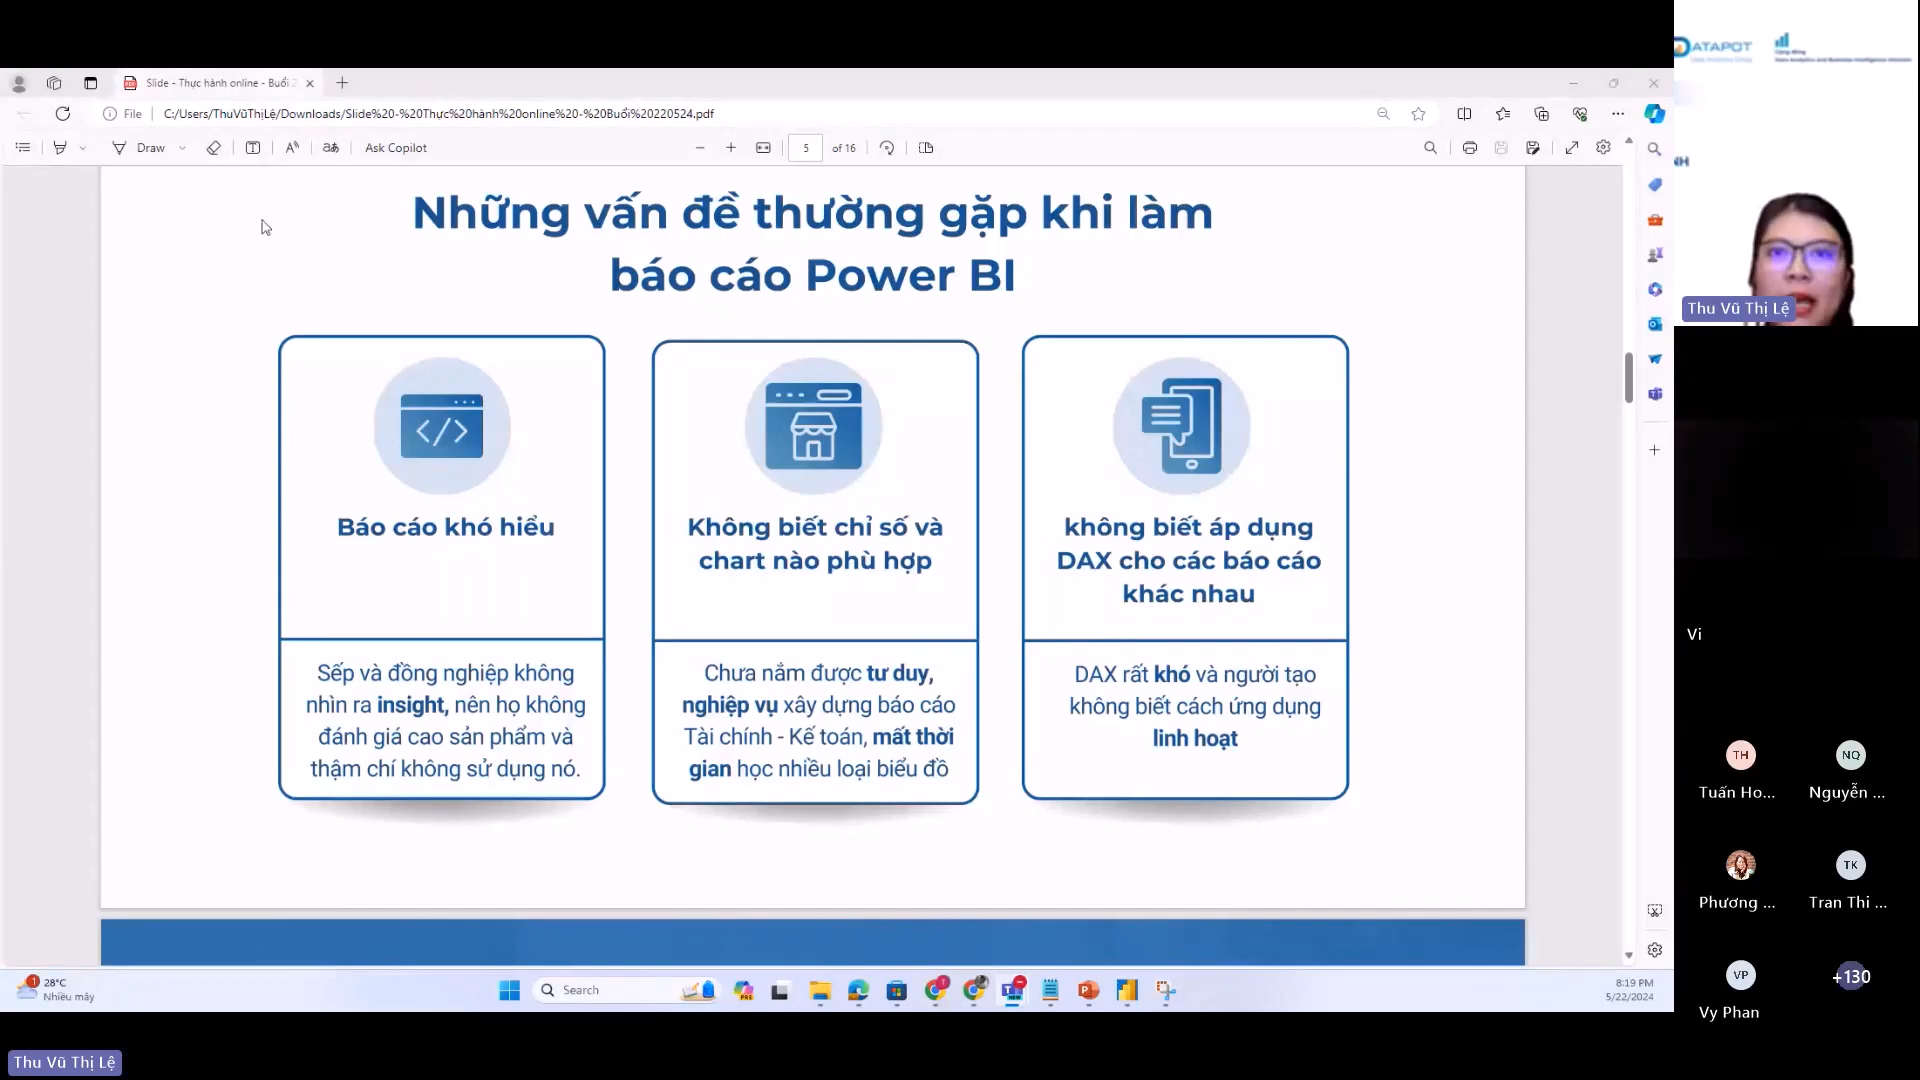 DATAPOT
Slide - Thực hành online - Buổi 2
File
C:/Users/ThuVũThịLệ/Downloads/Slide%20-%20Thực%20hành%20online%20-%20Buổi%20220524.pdf
Draw
Ask Copilot
5
of 16
Những vấn đề thường gặp khi làm
báo cáo Power BI
Báo cáo khó hiểu
Sếp và đồng nghiệp không
nhìn ra insight, nên họ không
đánh giá cao sản phẩm và
thậm chí không sử dụng nó.
Không biết chỉ số và
chart nào phù hợp
Chưa nắm được tư duy,
nghiệp vụ xây dựng báo cáo
Tài chính - Kế toán, mất thời
gian học nhiều loại biểu đồ
không biết áp dụng
DAX cho các báo cáo
khác nhau
DAX rất khó và người tạo
không biết cách ứng dụng
linh hoạt
NH
Thu Vũ Thị Lệ
Vi
TH
Tuấn Ho...
NQ
Nguyễn ...
Phương ...
TK
Tran Thi ...
VP
Vy Phan
+130
1
28°C
Nhiều mây
Search
PRE
NEW
8:19 PM
5/22/2024
Thu Vũ Thị Lệ